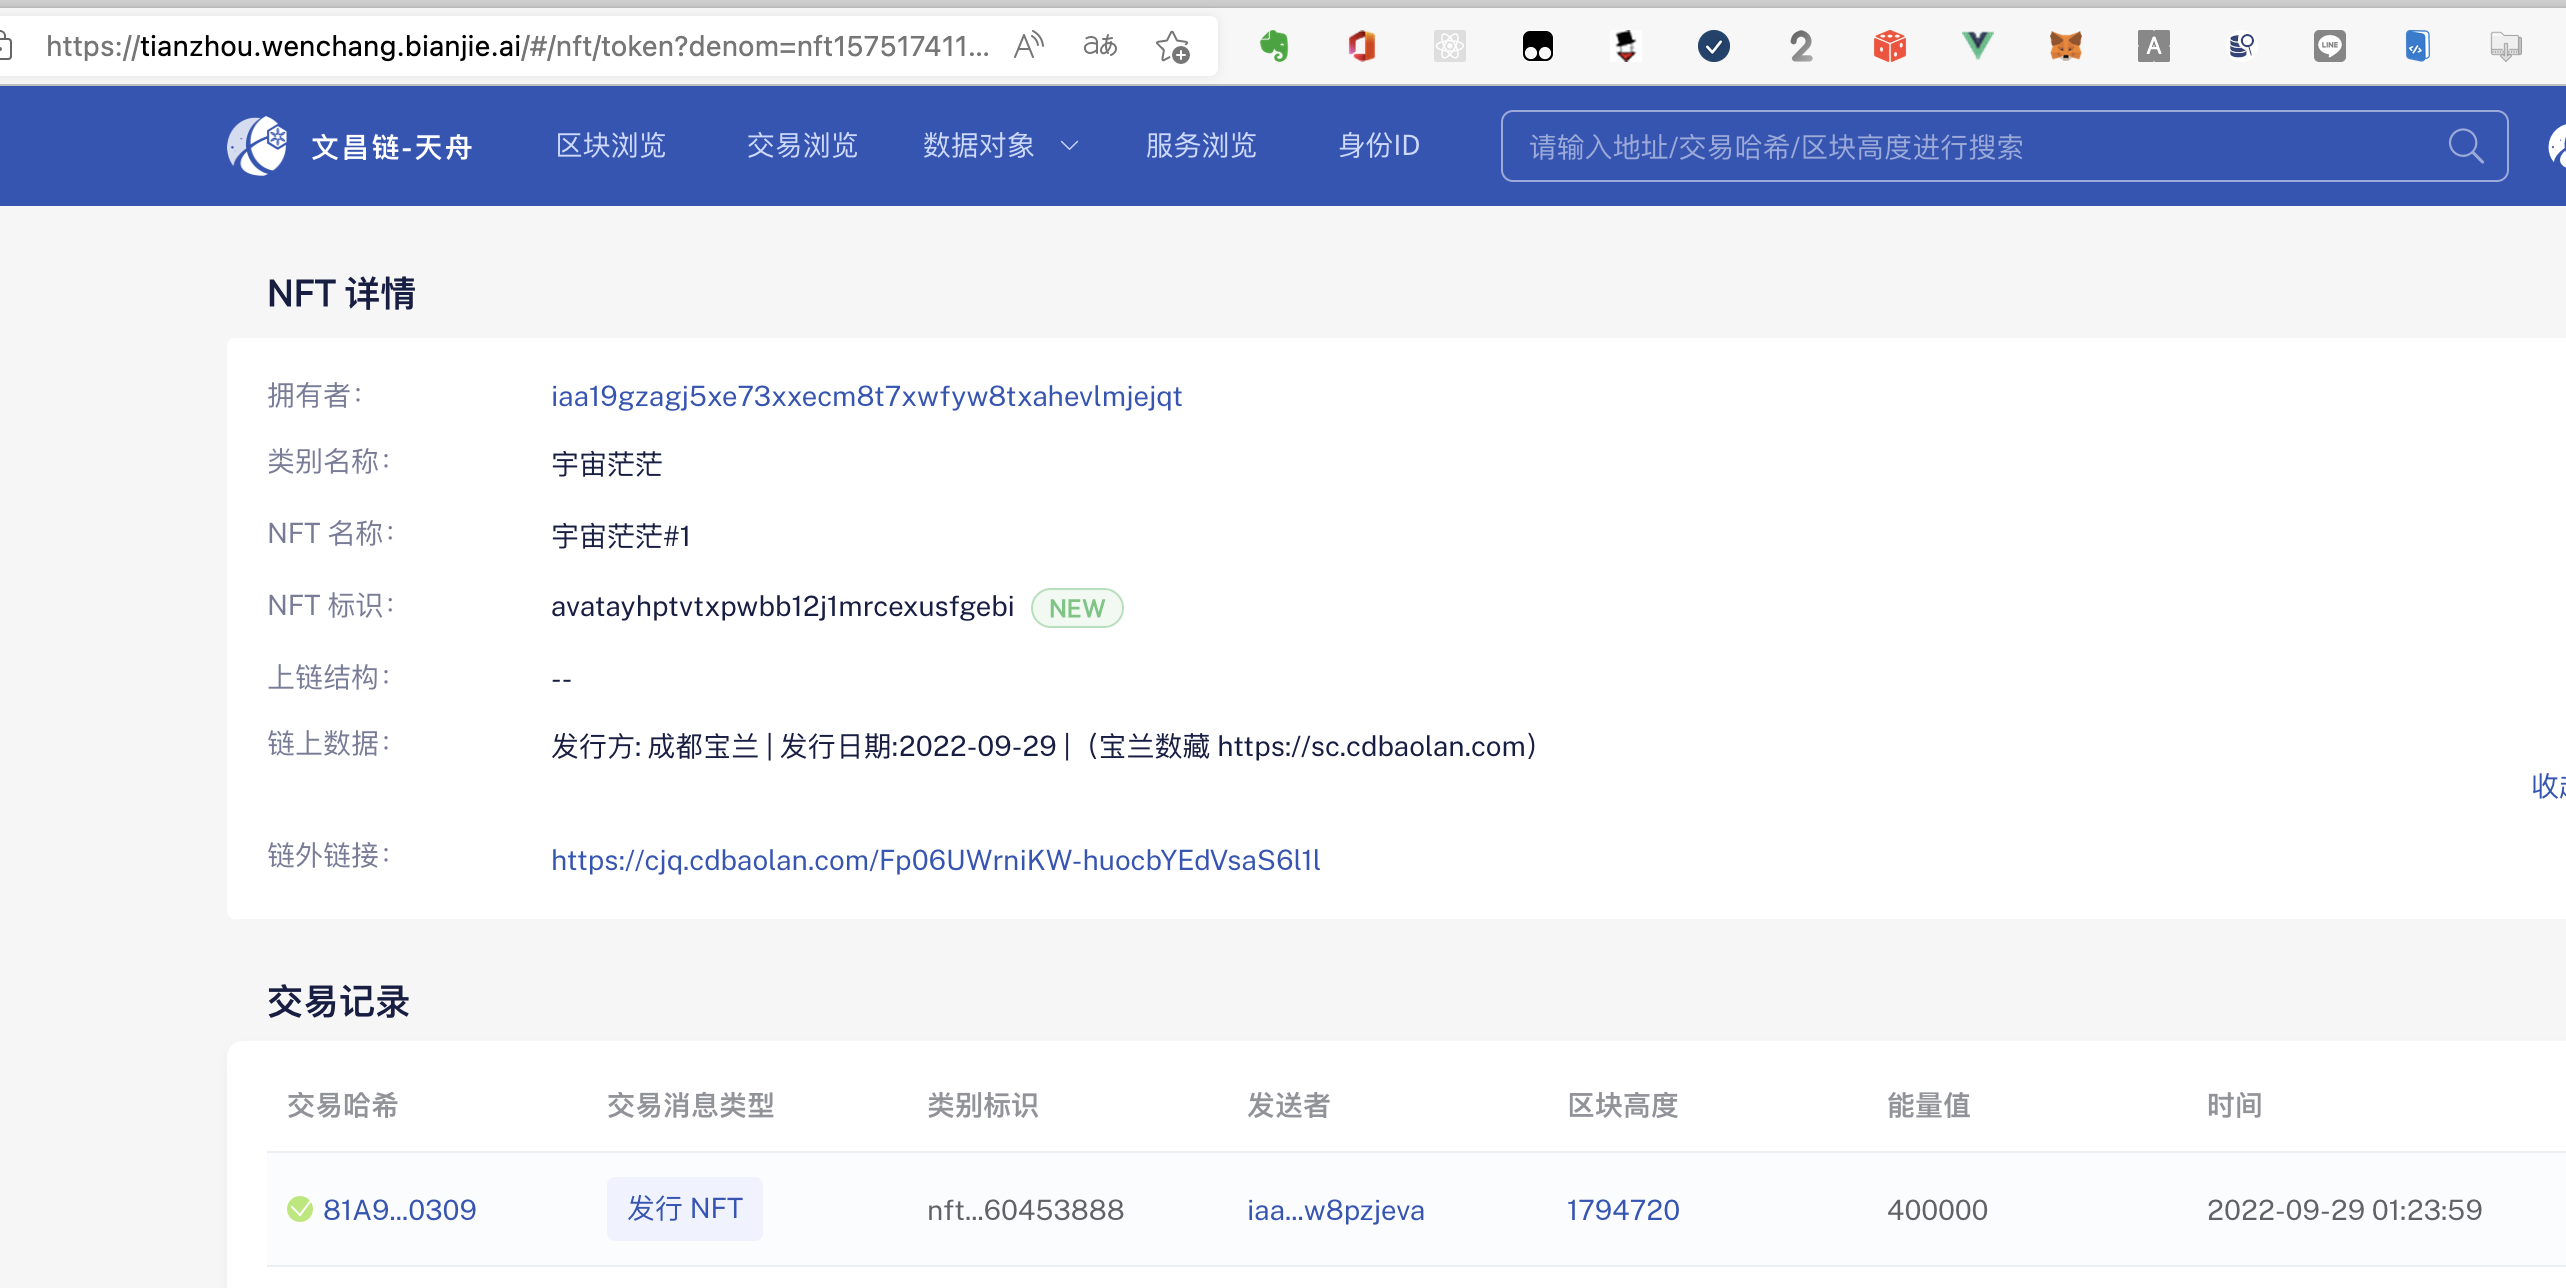 https://tianzhou.wenchang.bianjie.ai/#/nft/token?denom=nft157517411...
文昌链-天舟 区块浏览 交易浏览 数据对象 服务浏览 身份ID 请输入地址/交易哈希/区块高度进行搜索
NFT 详情
拥有者： iaa19gzagj5xe73xxecm8t7xwfyw8txahevlmjejqt
类别名称： 宇宙茫茫
NFT 名称： 宇宙茫茫#1
NFT 标识： avatayhptvtxpwbb12j1mrcexusfgebi NEW
上链结构： --
链上数据： 发行方: 成都宝兰 | 发行日期:2022-09-29 |（宝兰数藏 https://sc.cdbaolan.com）
收
链外链接： https://cjq.cdbaolan.com/Fp06UWrniKW-huocbYEdVsaS6l1l
交易记录
交易哈希 交易消息类型 类别标识 发送者 区块高度 能量值 时间
81A9...0309 发行 NFT nft...60453888 iaa...w8pzjeva 1794720 400000 2022-09-29 01:23:59